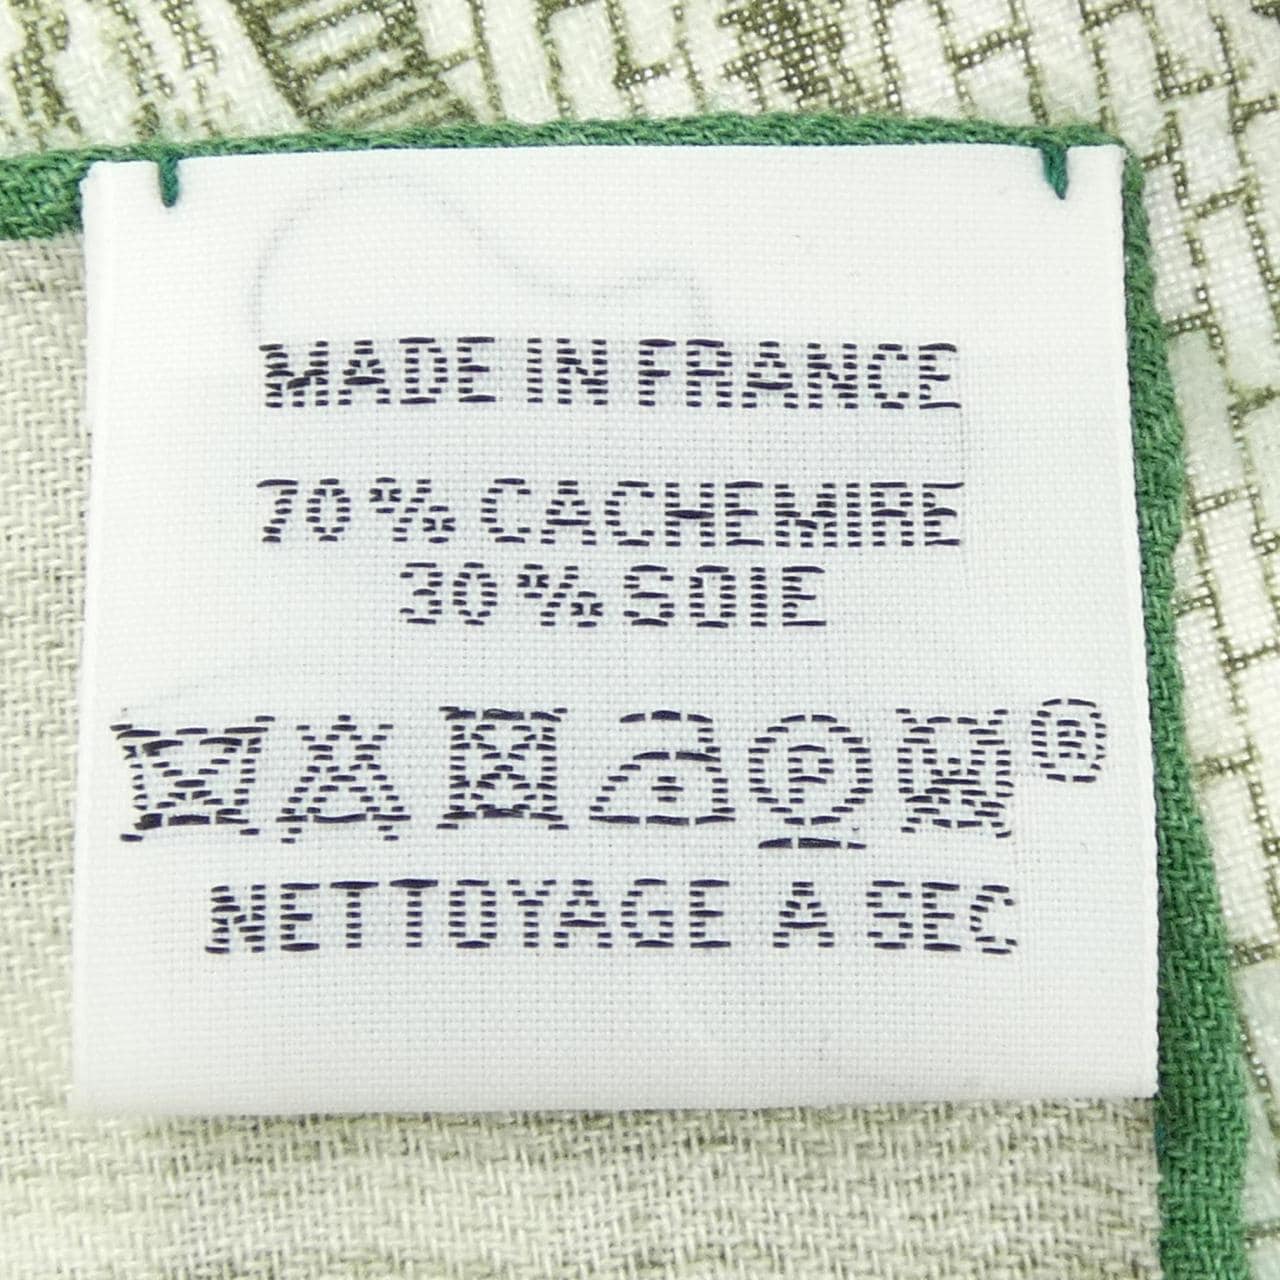 MADE IN FRANCE
70% CACHEMIRE
30% SOIE
P W ®
NETTOYAGE A SEC